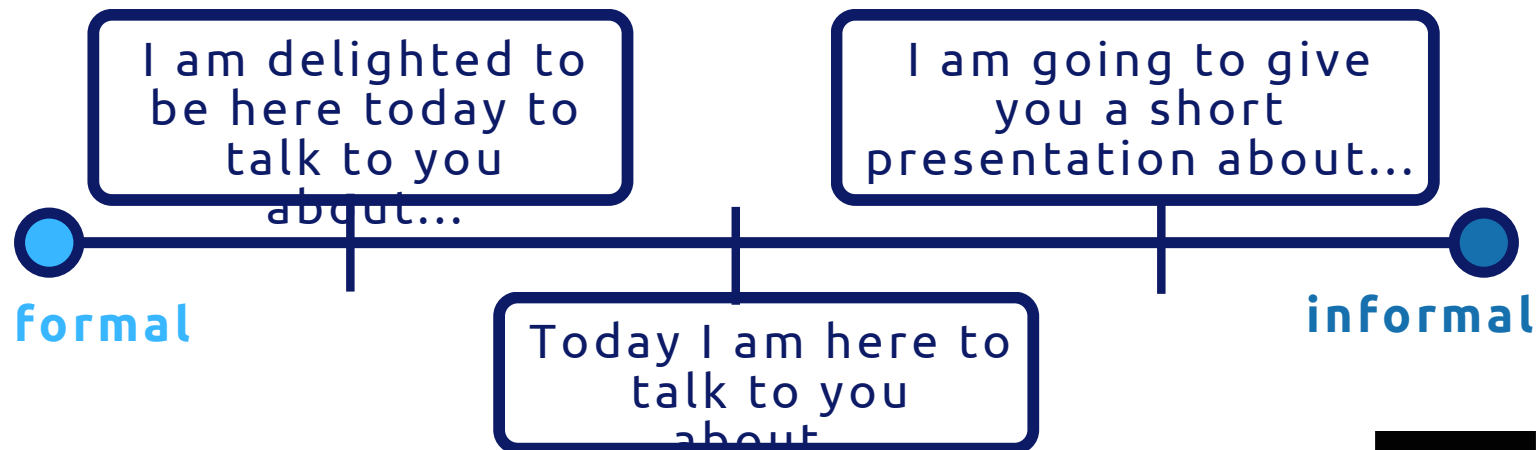 I am delighted to
be here today to
talk to you
about...
I am going to give
you a short
presentation about...
formal
informal
Today I am here to
talk to you
about